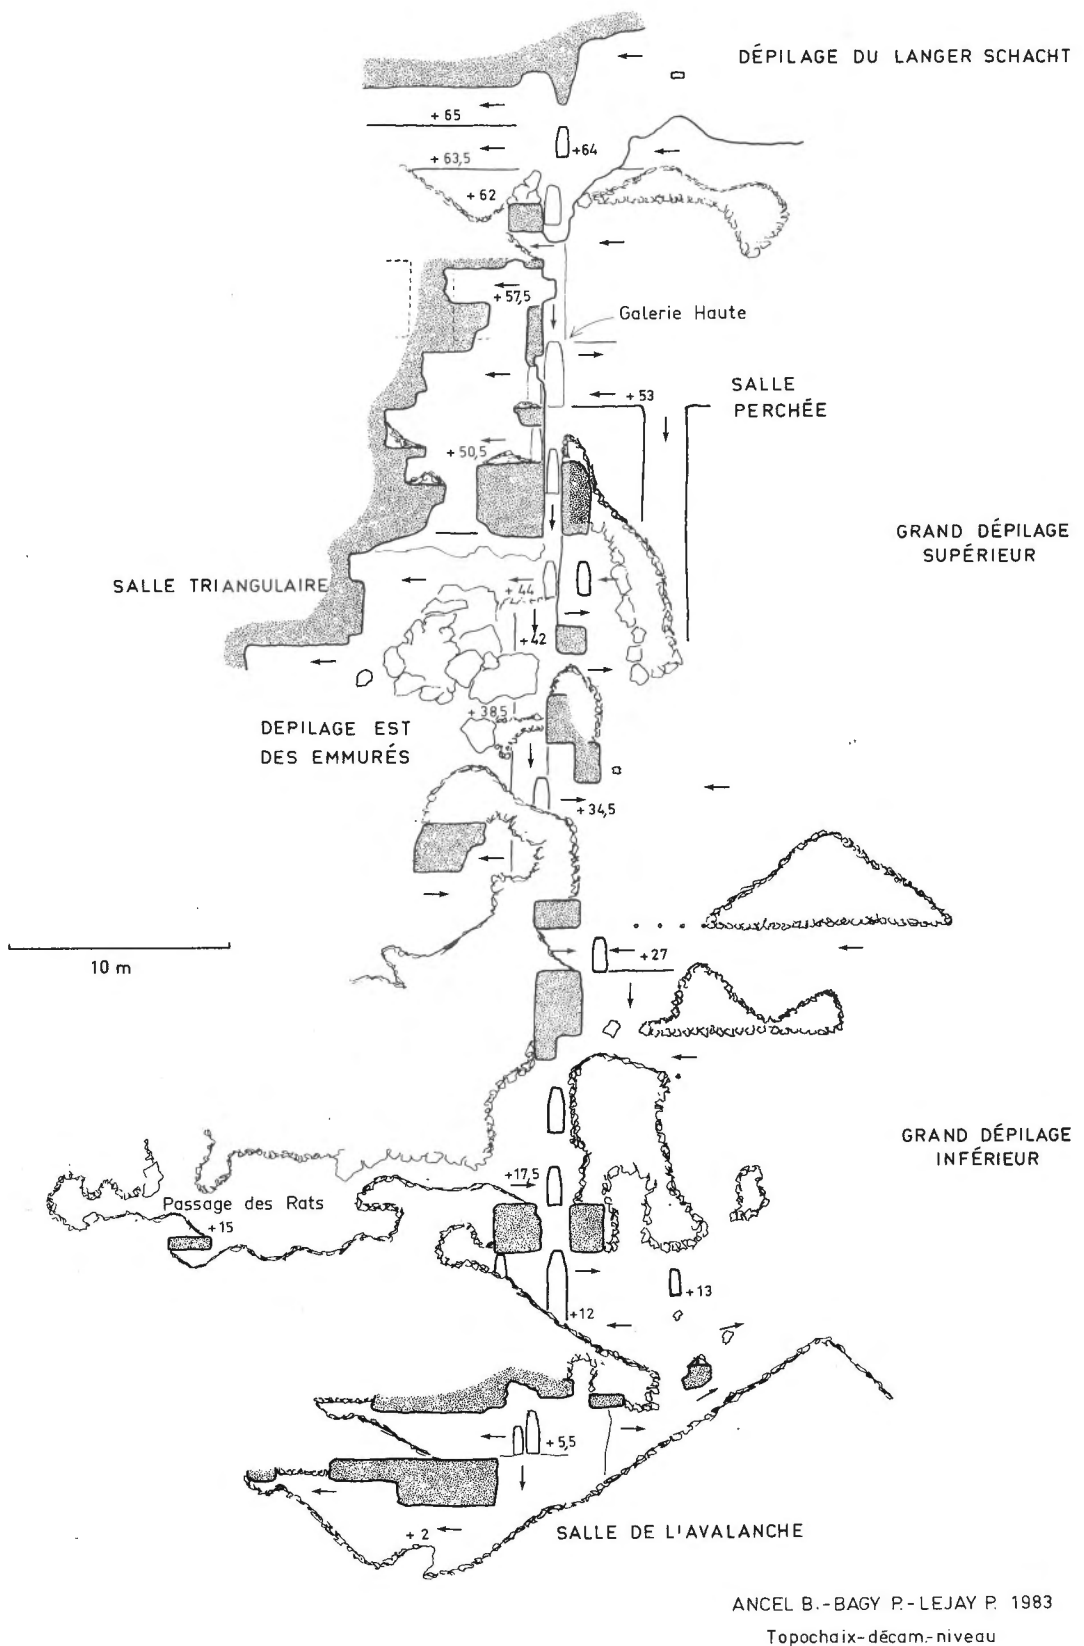 DÉPILAGE DU LANGER SCHACHT
+ 65
+64
+ 63,5
+ 62
+ 57,5
Galerie Haute
+ 53
SALLE
PERCHÉE
+ 50,5
GRAND DÉPILAGE
SUPÉRIEUR
SALLE TRIANGULAIRE
+ 44
+ 42
+ 38,5
DEPILAGE EST
DES EMMURÉS
+ 34,5
+ 27
10 m
GRAND DÉPILAGE
INFÉRIEUR
+17,5
Passage des Rats
+ 15
+13
+12
+ 5,5
+ 2
SALLE DE L'AVALANCHE
ANCEL B.-BAGY P.-LEJAY P. 1983
Topochaix-décam.-niveau